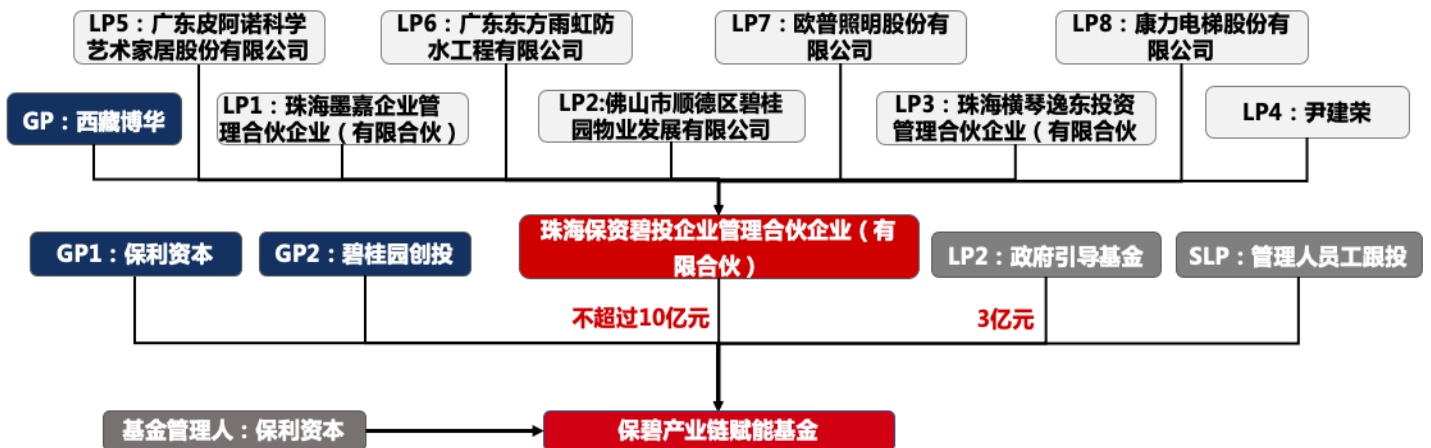 LP5：广东皮阿诺科学
艺术家居股份有限公司
LP6：广东东方雨虹防
水工程有限公司
LP7：欧普照明股份有
限公司
LP8：康力电梯股份有
限公司
GP：西藏博华
LP1：珠海墨嘉企业管
理合伙企业（有限合伙）
LP2:佛山市顺德区碧桂
园物业发展有限公司
LP3：珠海横琴逸东投资
管理合伙企业（有限合伙
LP4：尹建荣
GP1：保利资本
GP2：碧桂园创投
珠海保资碧投企业管理合伙企业（有
限合伙）
LP2：政府引导基金
SLP：管理人员工跟投
不超过10亿元
3亿元
基金管理人：保利资本
保碧产业链赋能基金